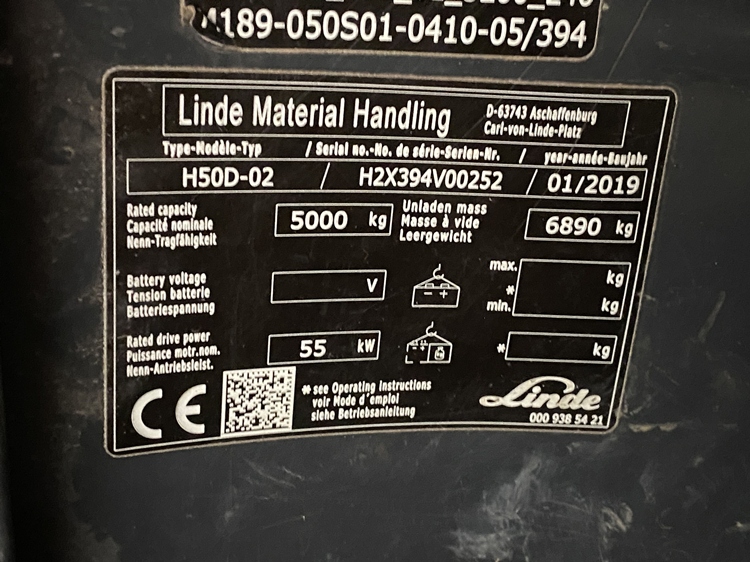 4189-050S01-0410-05/394
Linde Material Handling
D-63743 Aschaffenburg
Carl-von-Linde-Platz
Type-Modèle-Typ / Serial no.-No. de série-Serien-Nr. / year-année-Baujahr
H50D-02 / H2X394V00252 / 01/2019
Rated capacity
Capacité nominale
Nenn-Tragfähigkeit
5000 kg
Unladen mass
Masse à vide
Leergewicht
6890 kg
Battery voltage
Tension batterie
Batteriespannung
V
- +
max. kg
*
min. kg
Rated drive power
Puissance motr.nom.
Nenn-Antriebsleist.
55 kW
* kg
CE
* see Operating Instructions
voir Mode d'emploi
siehe Betriebsanleitung
Linde
000 938 54 21